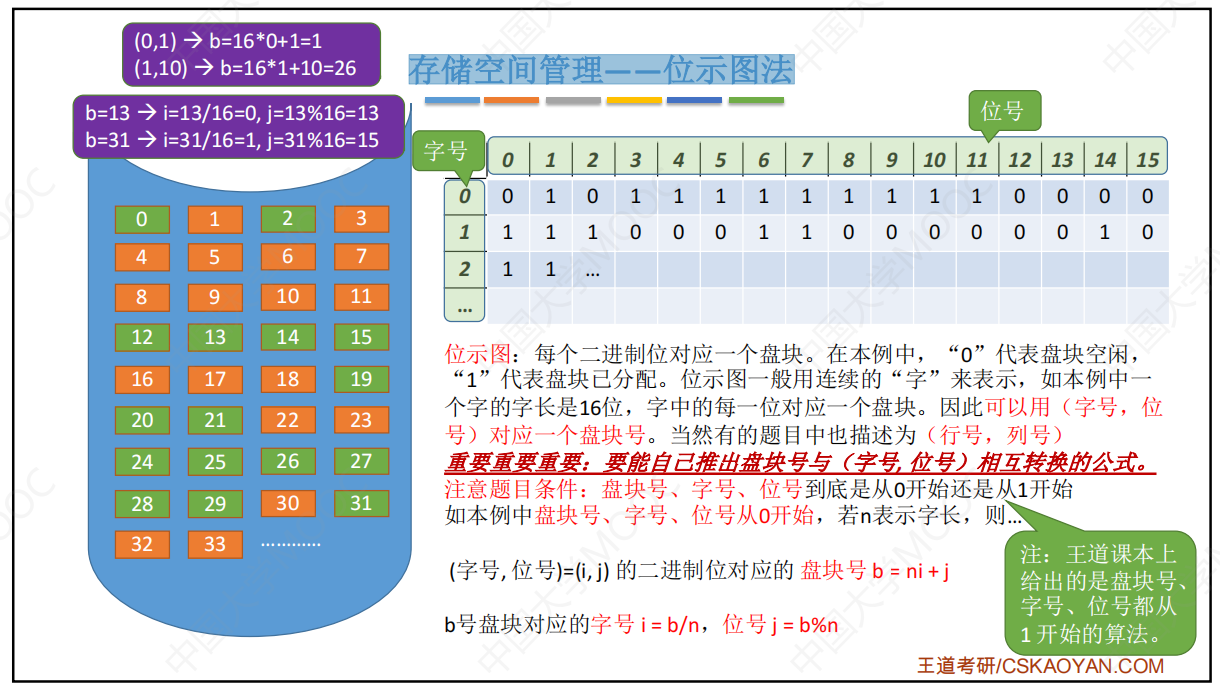 (0,1) → b=16*0+1=1
(1,10) → b=16*1+10=26
存储空间管理——位示图法
b=13 → i=13/16=0, j=13%16=13
b=31 → i=31/16=1, j=31%16=15
位号
字号
0 1 2 3 4 5 6 7 8 9 10 11 12 13 14 15
0 0 1 0 1 1 1 1 1 1 1 1 1 0 0 0 0
1 1 1 1 0 0 0 1 1 0 0 0 0 0 0 1 0
2 1 1 …
…
0 1 2 3
4 5 6 7
8 9 10 11
12 13 14 15
16 17 18 19
20 21 22 23
24 25 26 27
28 29 30 31
32 33 …………
位示图：每个二进制位对应一个盘块。在本例中，“0”代表盘块空闲，
“1”代表盘块已分配。位示图一般用连续的“字”来表示，如本例中一
个字的字长是16位，字中的每一位对应一个盘块。因此可以用（字号，位
号）对应一个盘块号。当然有的题目中也描述为（行号，列号）
重要重要重要：要能自己推出盘块号与（字号, 位号）相互转换的公式。
注意题目条件：盘块号、字号、位号到底是从0开始还是从1开始
如本例中盘块号、字号、位号从0开始，若n表示字长，则…
(字号, 位号)=(i, j) 的二进制位对应的 盘块号 b = ni + j
b号盘块对应的字号 i = b/n，位号 j = b%n
注：王道课本上
给出的是盘块号、
字号、位号都从
1 开始的算法。
王道考研/CSKAOYAN.COM
中国大学MOOC